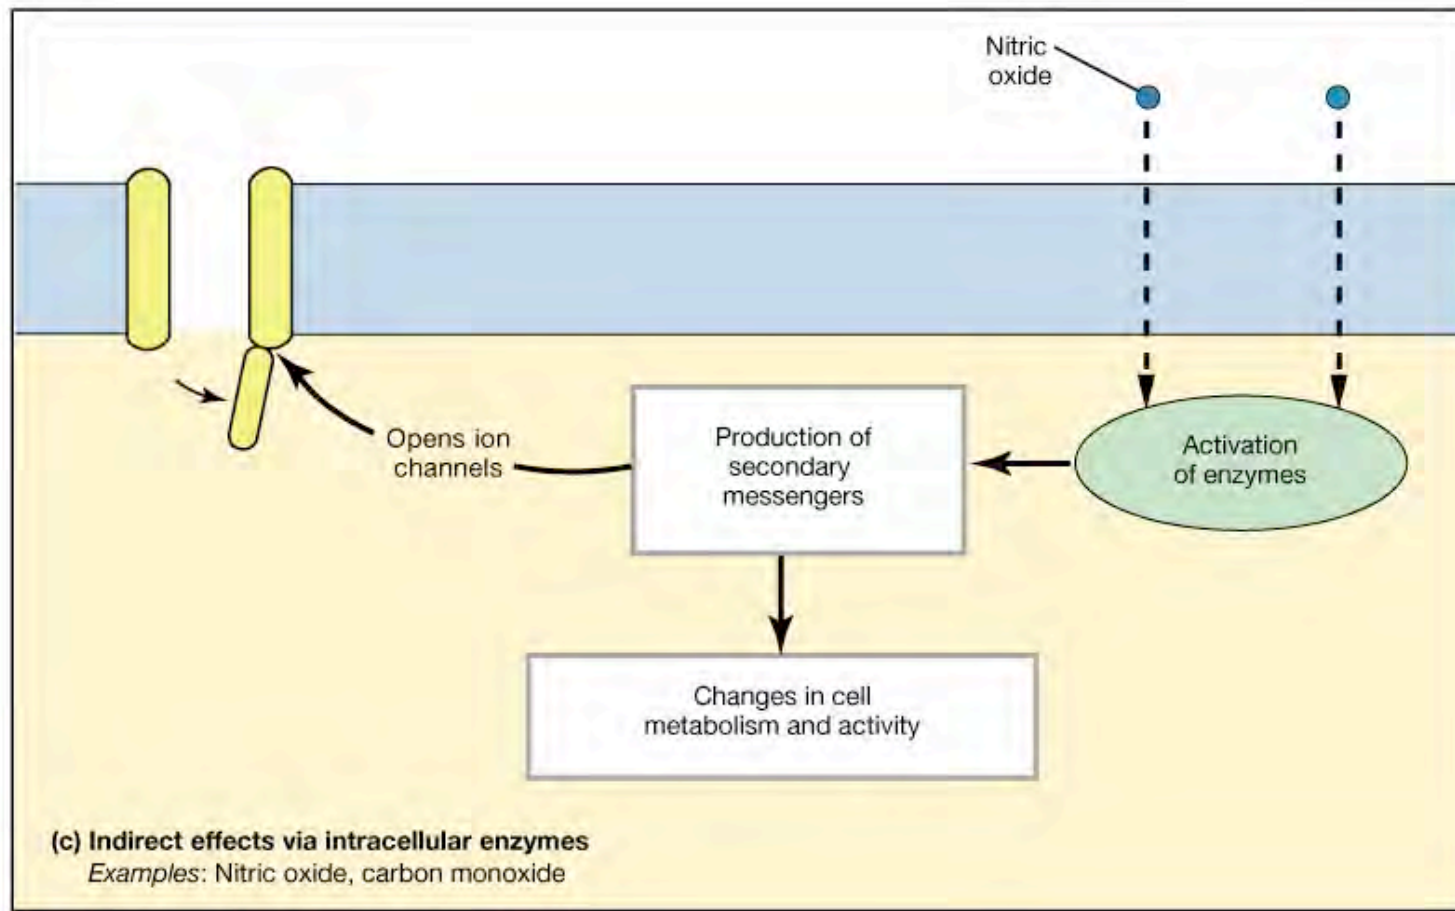 Nitric
oxide
Opens ion
channels
Production of
secondary
messengers
Activation
of enzymes
Changes in cell
metabolism and activity
(c) Indirect effects via intracellular enzymes
Examples: Nitric oxide, carbon monoxide